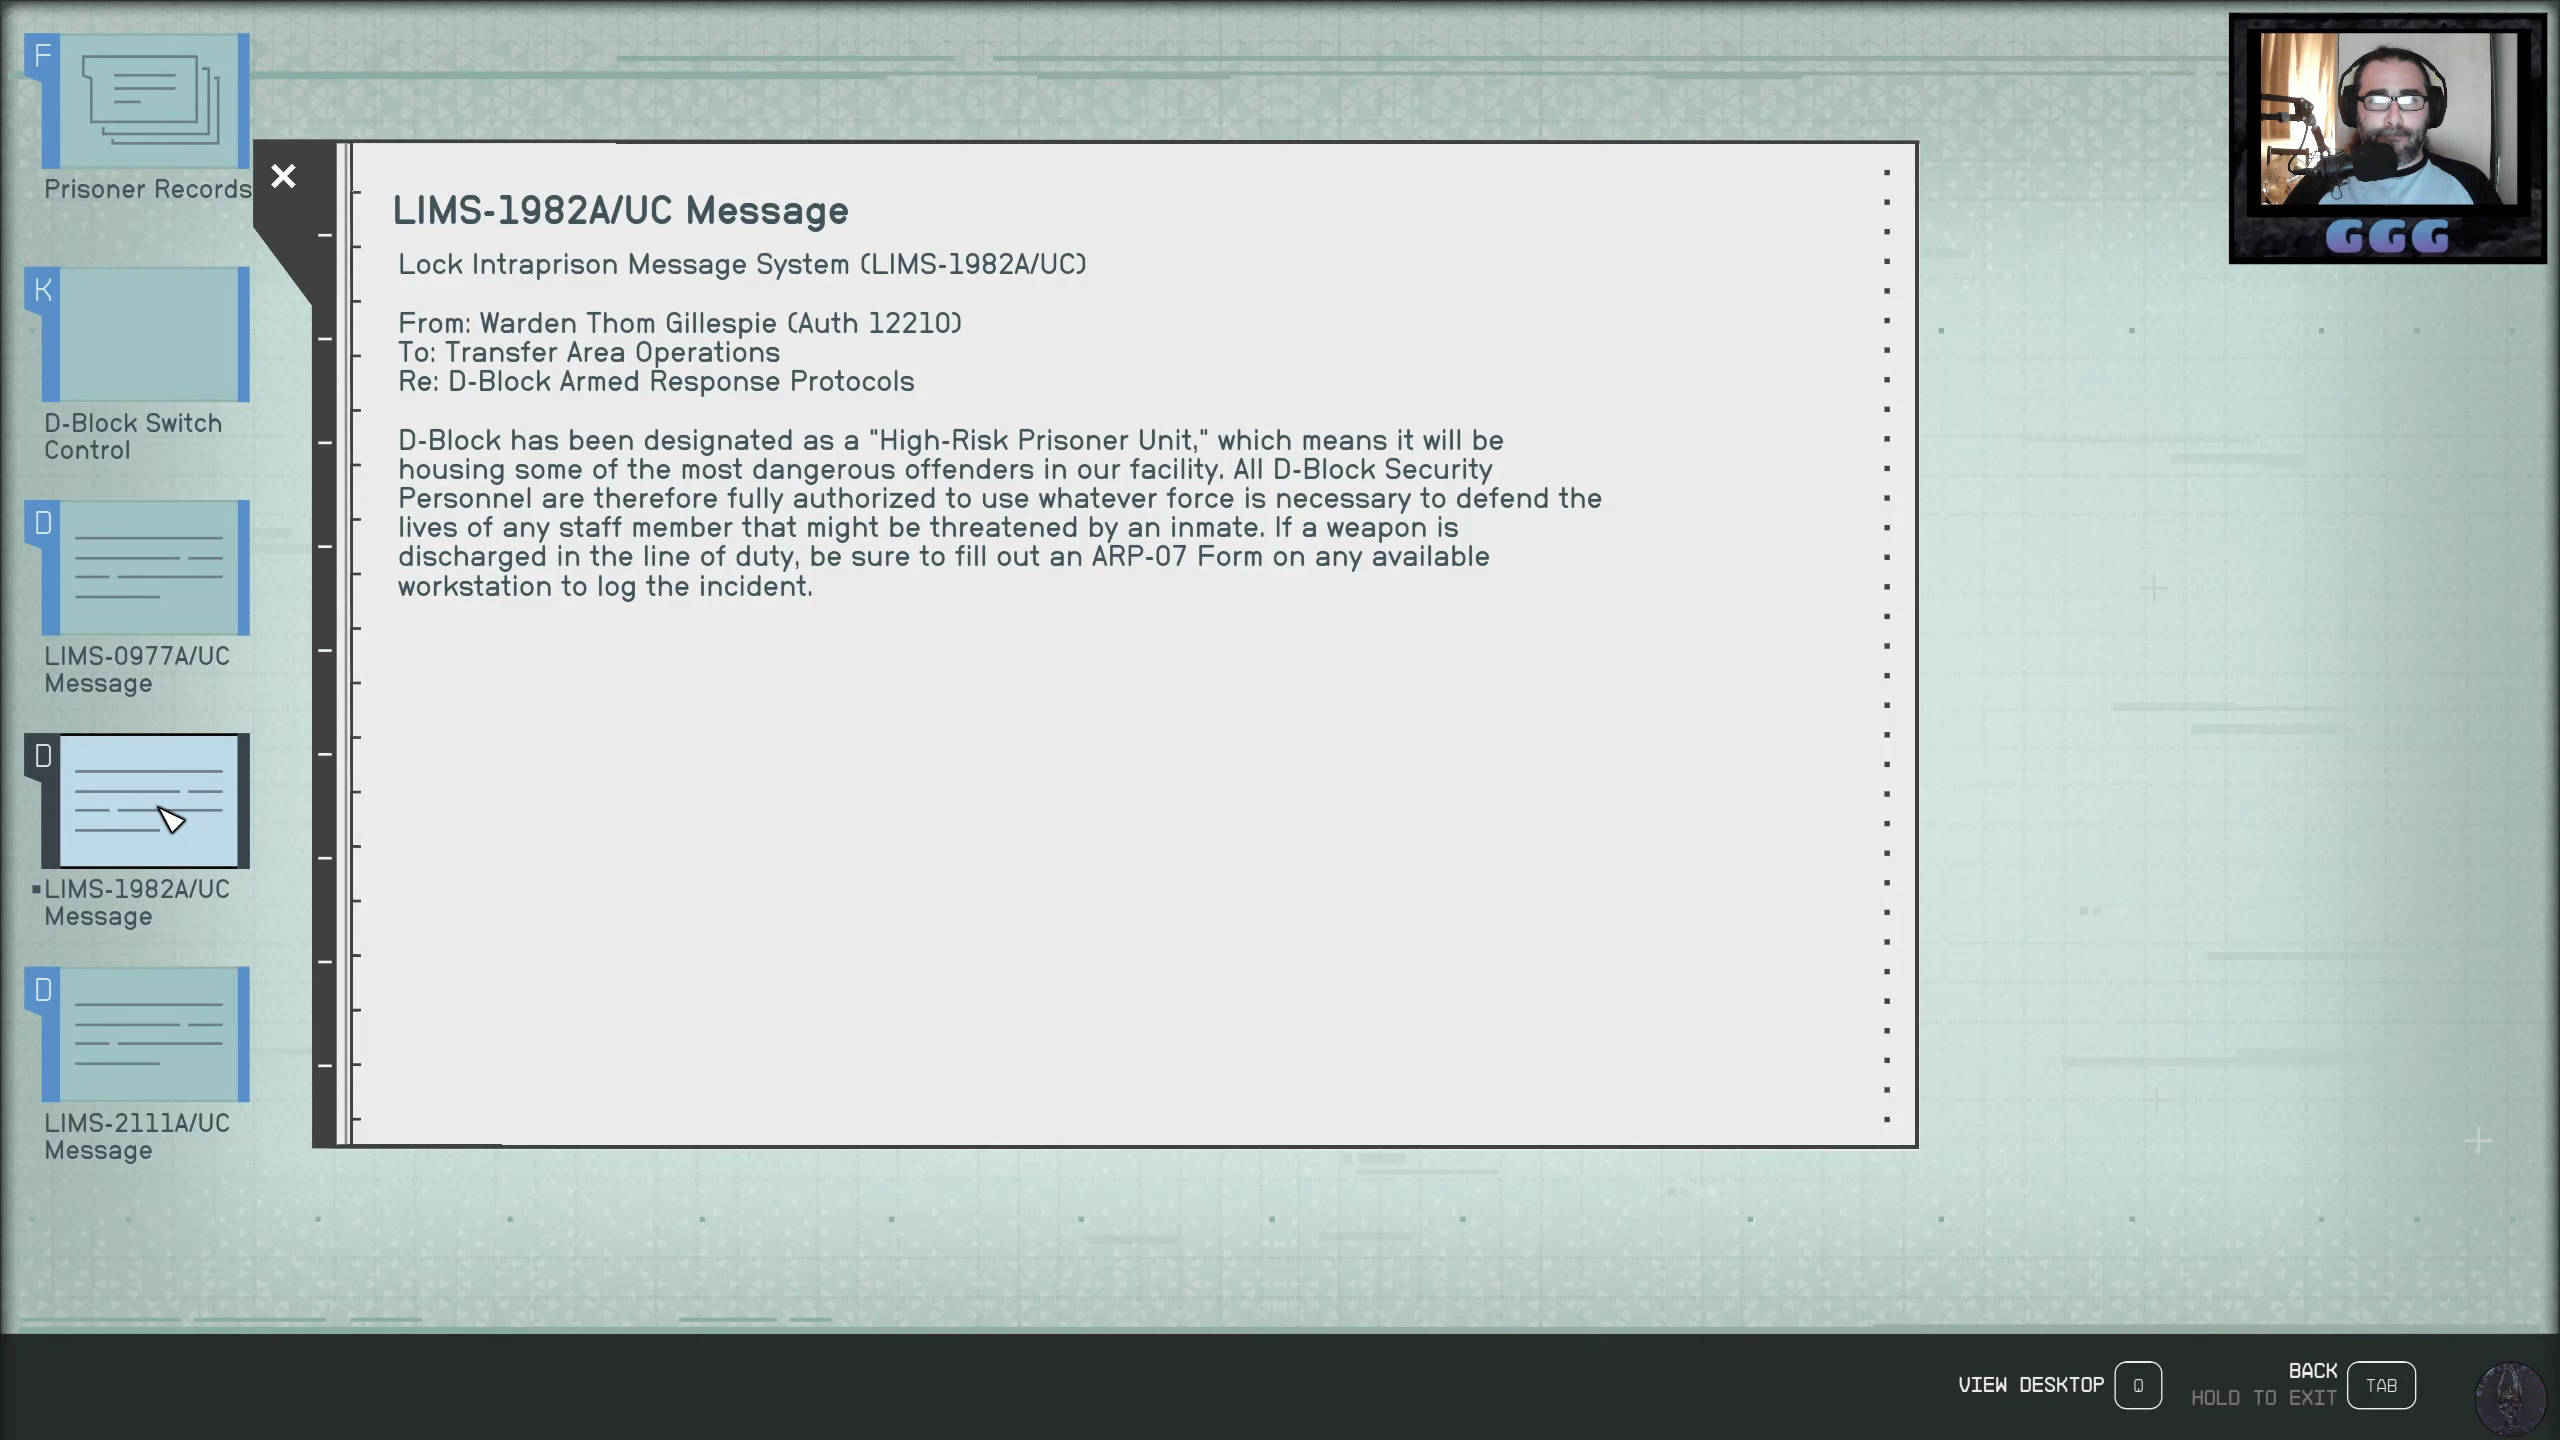 F
Prisoner Records
K
D-Block Switch
Control
D
LIMS-0977A/UC
Message
D
LIMS-1982A/UC
Message
D
LIMS-2111A/UC
Message
LIMS-1982A/UC Message
Lock Intraprison Message System (LIMS-1982A/UC)
From: Warden Thom Gillespie (Auth 12210)
To: Transfer Area Operations
Re: D-Block Armed Response Protocols
D-Block has been designated as a "High-Risk Prisoner Unit," which means it will be
housing some of the most dangerous offenders in our facility. All D-Block Security
Personnel are therefore fully authorized to use whatever force is necessary to defend the
lives of any staff member that might be threatened by an inmate. If a weapon is
discharged in the line of duty, be sure to fill out an ARP-07 Form on any available
workstation to log the incident.
GGG
VIEW DESKTOP Q
BACK
HOLD TO EXIT
TAB